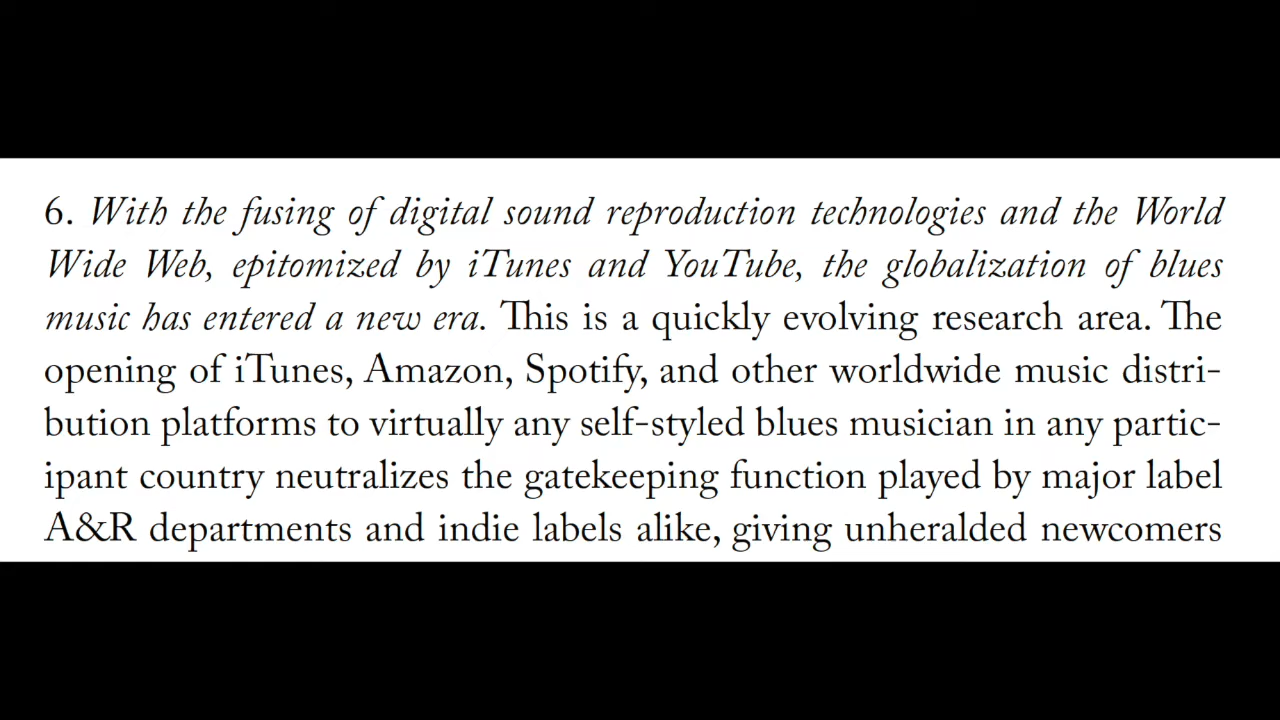 6. With the fusing of digital sound reproduction technologies and the World
Wide Web, epitomized by iTunes and YouTube, the globalization of blues
music has entered a new era. This is a quickly evolving research area. The
opening of iTunes, Amazon, Spotify, and other worldwide music distri-
bution platforms to virtually any self-styled blues musician in any partic-
ipant country neutralizes the gatekeeping function played by major label
A&R departments and indie labels alike, giving unheralded newcomers